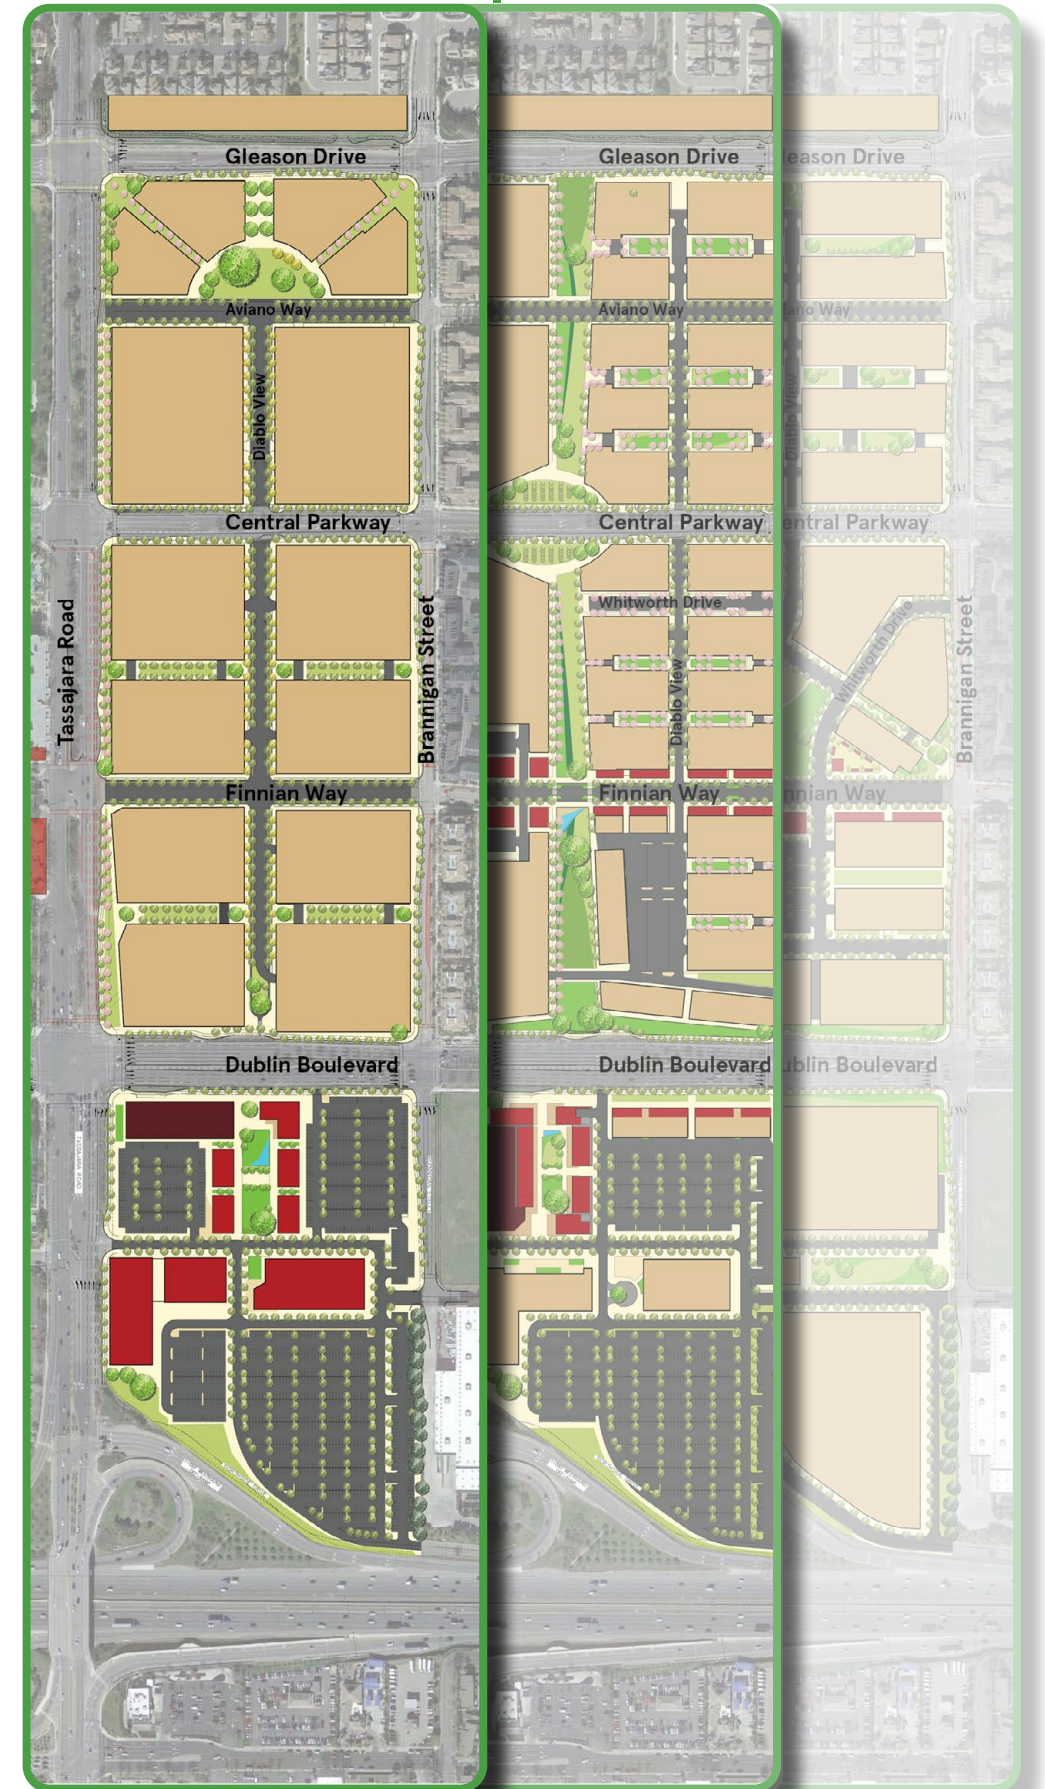 Gleason Drive
Gleason Drive
leason Drive
Aviano Way
Aviano Way
iano Way
Diablo View
Diablo View
Central Parkway
Central Parkway
entral Parkway
Tassajara Road
Brannigan Street
Whitworth Drive
Diablo View
Whitworth Drive
Brannigan Street
Finnian Way
Finnian Way
nnian Way
Dublin Boulevard
Dublin Boulevard
ublin Boulevard
TASSAJARA ROAD